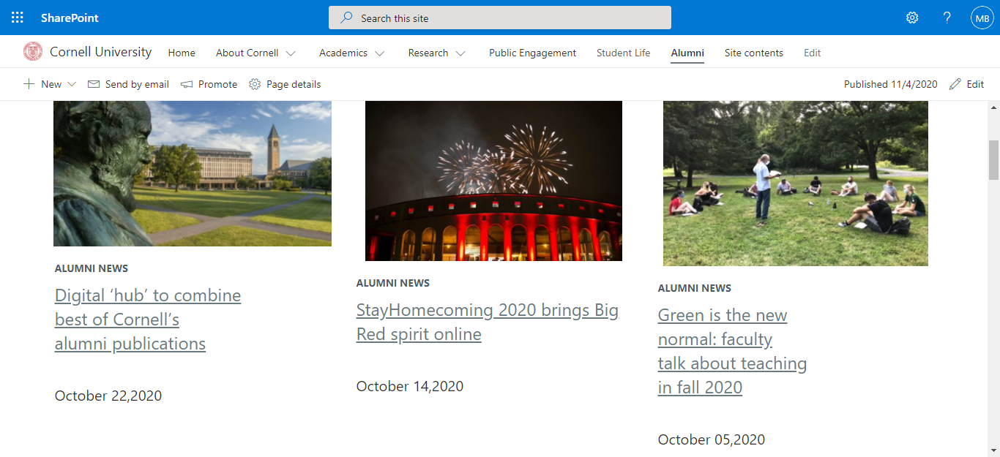 SharePoint
Search this site
?
MB
Cornell University
Home
About Cornell
Academics
Research
Public Engagement
Student Life
Alumni
Site contents
Edit
New
Send by email
Promote
Page details
Published 11/4/2020
Edit
ALUMNI NEWS
Digital ‘hub’ to combine
best of Cornell’s
alumni publications
October 22,2020
ALUMNI NEWS
StayHomecoming 2020 brings Big
Red spirit online
October 14,2020
ALUMNI NEWS
Green is the new
normal: faculty
talk about teaching
in fall 2020
October 05,2020